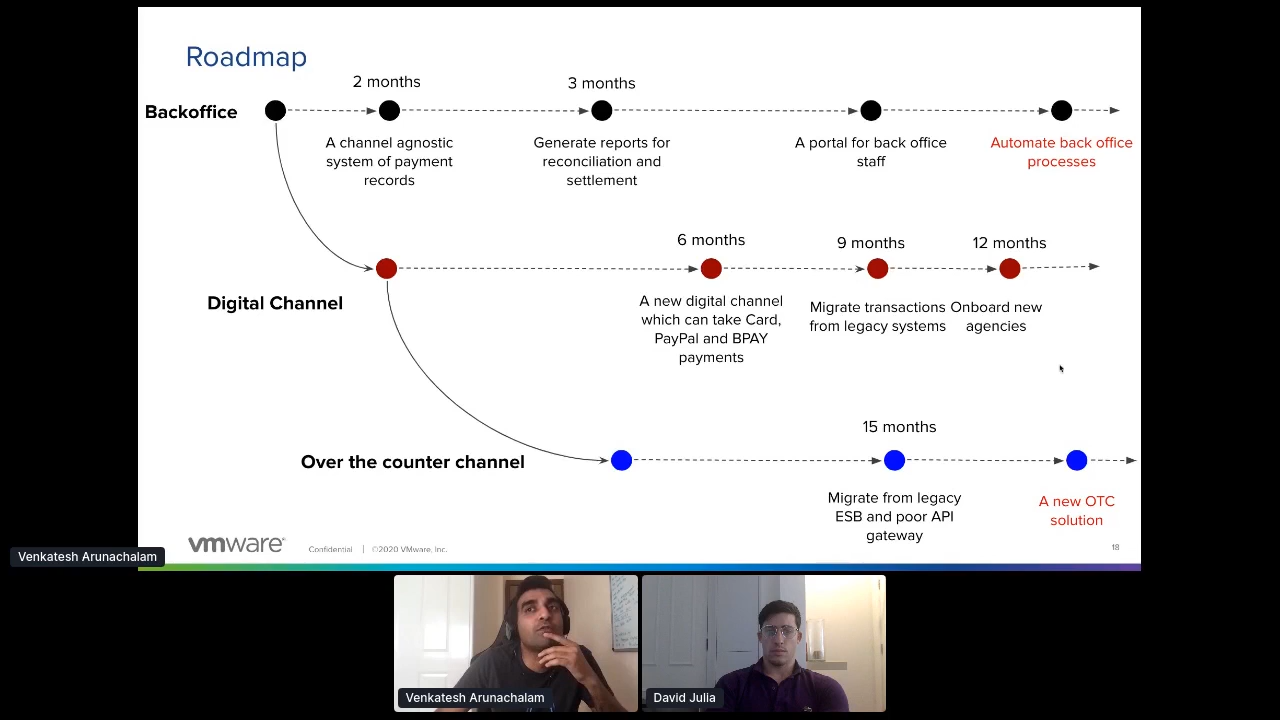 Roadmap
2 months
3 months
Backoffice
A channel agnostic
system of payment
records
Generate reports for
reconciliation and
settlement
A portal for back office
staff
Automate back office
processes
6 months
9 months
12 months
Digital Channel
A new digital channel
which can take Card,
PayPal and BPAY
payments
Migrate transactions
from legacy systems
Onboard new
agencies
15 months
Over the counter channel
Migrate from legacy
ESB and poor API
gateway
A new OTC
solution
vmware®
Confidential | ©2020 VMware, Inc.
18
Venkatesh Arunachalam
Venkatesh Arunachalam
David Julia